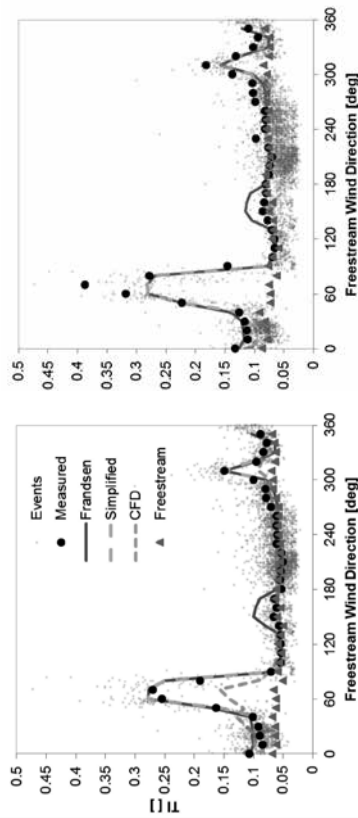 0.5
0.45
0.4
0.35
0.3
0.25
0.2
0.15
0.1
0.05
0
TI [ ]
Events
Measured
Frandsen
Simplified
CFD
Freestream
0 60 120 180 240 300 360
Freestream Wind Direction [deg]
0.5
0.45
0.4
0.35
0.3
0.25
0.2
0.15
0.1
0.05
0
0 60 120 180 240 300 360
Freestream Wind Direction [deg]